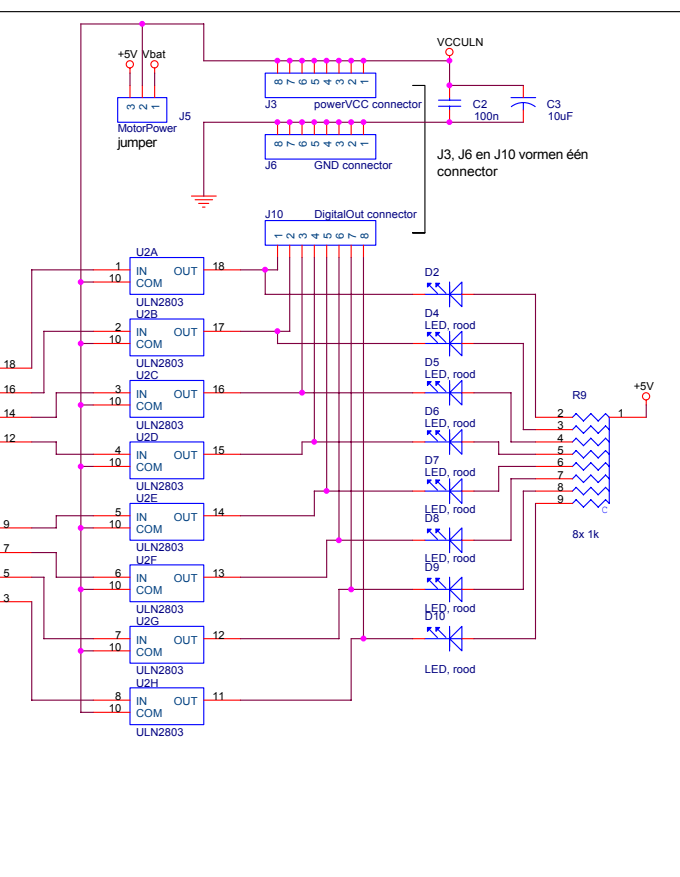 VCCULN
+5V Vbat
8 7 6 5 4 3 2 1
J3 powerVCC connector
3 2 1
J5
MotorPower
jumper
C2
100n
C3
10uF
8 7 6 5 4 3 2 1
J6 GND connector
J3, J6 en J10 vormen één
connector
J10 DigitalOut connector
1 2 3 4 5 6 7 8
U2A
1 IN OUT 18
10 COM
ULN2803
U2B
2 IN OUT 17
10 COM
ULN2803
U2C
3 IN OUT 16
10 COM
ULN2803
U2D
4 IN OUT 15
10 COM
ULN2803
U2E
5 IN OUT 14
10 COM
ULN2803
U2F
6 IN OUT 13
10 COM
ULN2803
U2G
7 IN OUT 12
10 COM
ULN2803
U2H
8 IN OUT 11
10 COM
ULN2803
18
16
14
12
9
7
5
3
D2
LED, rood
D4
LED, rood
D5
LED, rood
D6
LED, rood
D7
LED, rood
D8
LED, rood
D9
LED, rood
D10
LED, rood
+5V
R9
1
2
3
4
5
6
7
8
9
C
8x 1k